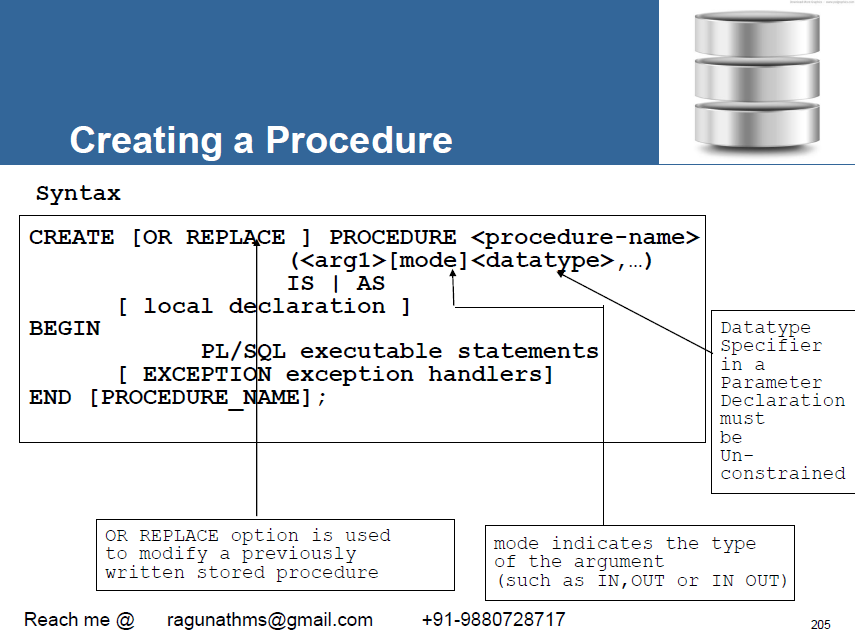 Creating a Procedure
Syntax
CREATE [OR REPLACE ] PROCEDURE <procedure-name>
(<arg1>[mode]<datatype>,…)
IS | AS
[ local declaration ]
BEGIN
PL/SQL executable statements
[ EXCEPTION exception handlers]
END [PROCEDURE_NAME];
Datatype
Specifier
in a
Parameter
Declaration
must
be
Un-
constrained
OR REPLACE option is used
to modify a previously
written stored procedure
mode indicates the type
of the argument
(such as IN,OUT or IN OUT)
Reach me @ ragunathms@gmail.com +91-9880728717
205